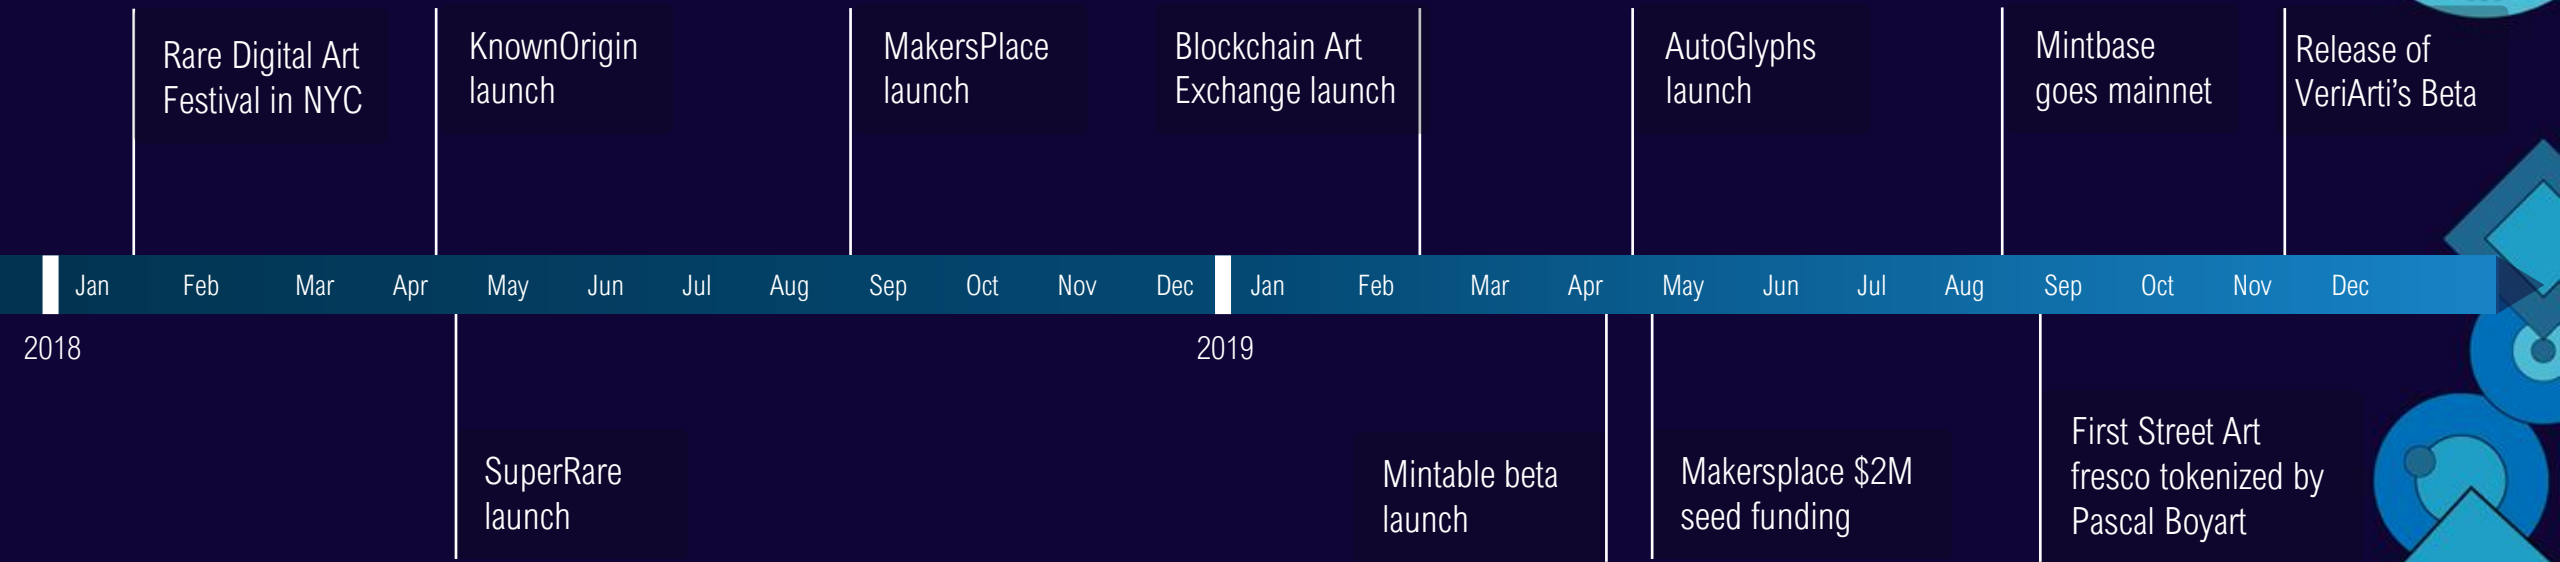 Rare Digital Art
Festival in NYC
KnownOrigin
launch
MakersPlace
launch
Blockchain Art
Exchange launch
AutoGlyphs
launch
Mintbase
goes mainnet
Release of
VeriArti's Beta
Jan Feb Mar Apr May Jun Jul Aug Sep Oct Nov Dec Jan Feb Mar Apr May Jun Jul Aug Sep Oct Nov Dec
2018
2019
SuperRare
launch
Mintable beta
launch
Makersplace $2M
seed funding
First Street Art
fresco tokenized by
Pascal Boyart